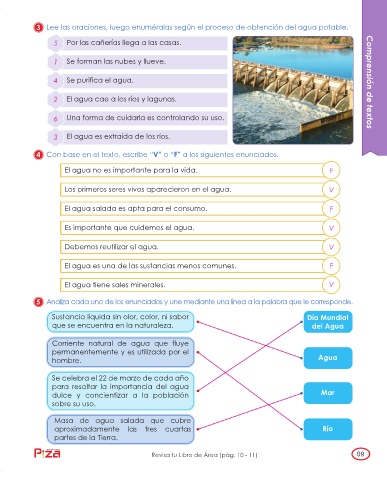 3 Lee las oraciones, luego enuméralas según el proceso de obtención del agua potable.
5 Por las cañerías llega a las casas.
1 Se forman las nubes y llueve.
4 Se purifica el agua.
2 El agua cae a los ríos y lagunas.
6 Una forma de cuidarla es controlando su uso.
3 El agua es extraída de los ríos.
Comprensión de textos
4 Con base en el texto, escribe "V" o "F" a los siguientes enunciados.
El agua no es importante para la vida. F
Los primeros seres vivos aparecieron en el agua. V
El agua salada es apta para el consumo. F
Es importante que cuidemos el agua. V
Debemos reutilizar el agua. V
El agua es una de las sustancias menos comunes. F
El agua tiene sales minerales. V
5 Analiza cada uno de los enunciados y une mediante una línea a la palabra que le corresponde.
Sustancia líquida sin olor, color, ni sabor
que se encuentra en la naturaleza.
Corriente natural de agua que fluye
permanentemente y es utilizada por el
hombre.
Se celebra el 22 de marzo de cada año
para resaltar la importancia del agua
dulce y concientizar a la población
sobre su uso.
Masa de agua salada que cubre
aproximadamente las tres cuartas
partes de la Tierra.
Día Mundial
del Agua
Agua
Mar
Río
Piza
Revisa tu Libro de Área (pág. 10 - 11)
09